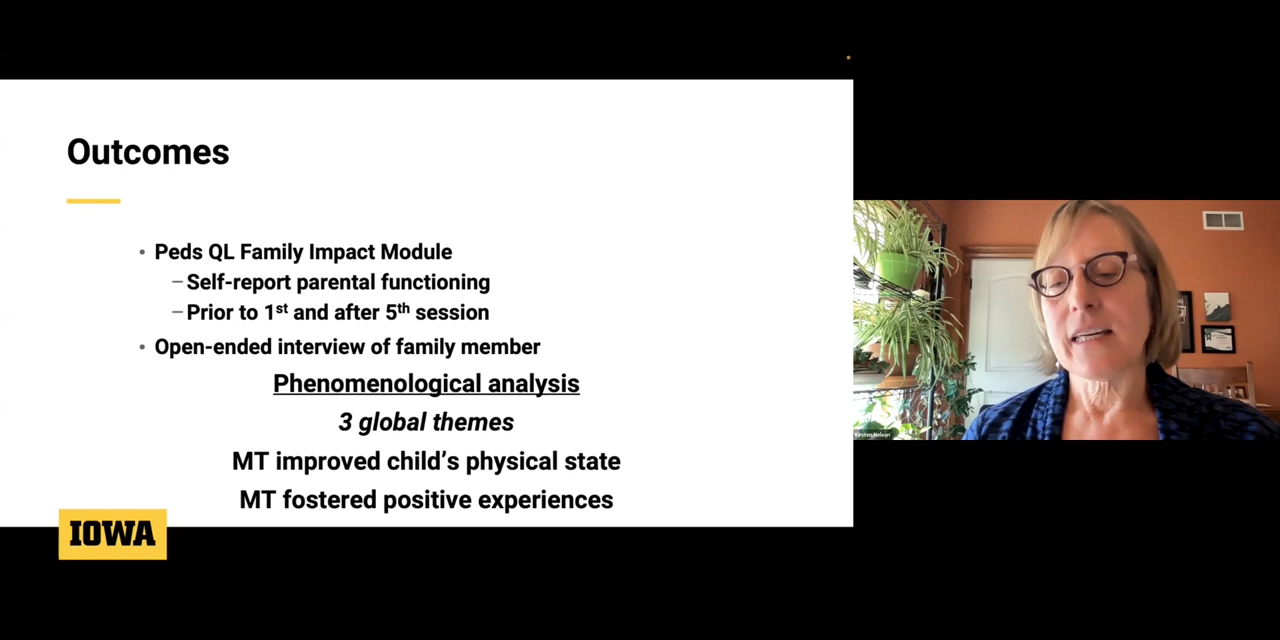 Outcomes
• Peds QL Family Impact Module
– Self-report parental functioning
– Prior to 1st and after 5th session
• Open-ended interview of family member
Phenomenological analysis
3 global themes
MT improved child's physical state
MT fostered positive experiences
IOWA
Kirsten Nelson